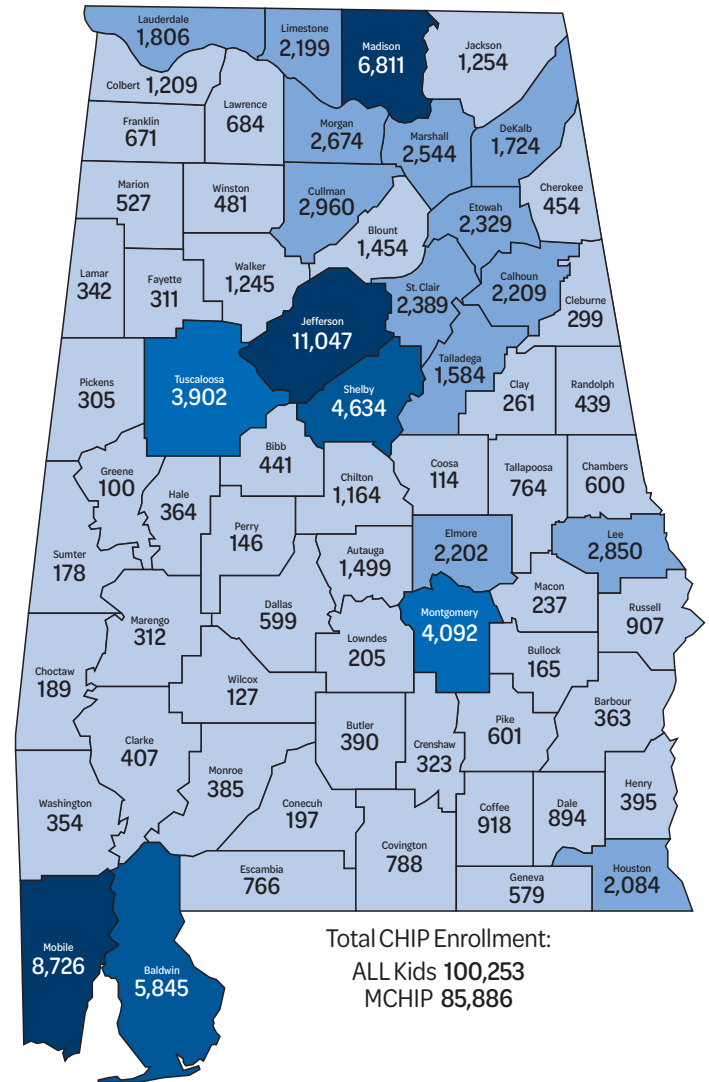 Lauderdale
1,806
Limestone
2,199
Madison
6,811
Jackson
1,254
Colbert 1,209
Lawrence
684
Franklin
671
Morgan
2,674
Marshall
2,544
DeKalb
1,724
Marion
527
Winston
481
Cullman
2,960
Cherokee
454
Etowah
2,329
Blount
1,454
Lamar
342
Fayette
311
Walker
1,245
St. Clair
2,389
Calhoun
2,209
Cleburne
299
Jefferson
11,047
Talladega
1,584
Pickens
305
Tuscaloosa
3,902
Shelby
4,634
Clay
261
Randolph
439
Bibb
441
Greene
100
Hale
364
Chilton
1,164
Coosa
114
Tallapoosa
764
Chambers
600
Perry
146
Sumter
178
Autauga
1,499
Elmore
2,202
Lee
2,850
Macon
237
Marengo
312
Dallas
599
Montgomery
4,092
Russell
907
Lowndes
205
Bullock
165
Choctaw
189
Wilcox
127
Barbour
363
Clarke
407
Butler
390
Crenshaw
323
Pike
601
Monroe
385
Washington
354
Conecuh
197
Coffee
918
Dale
894
Henry
395
Covington
788
Escambia
766
Geneva
579
Houston
2,084
Mobile
8,726
Baldwin
5,845
Total CHIP Enrollment:
ALL Kids 100,253
MCHIP 85,886